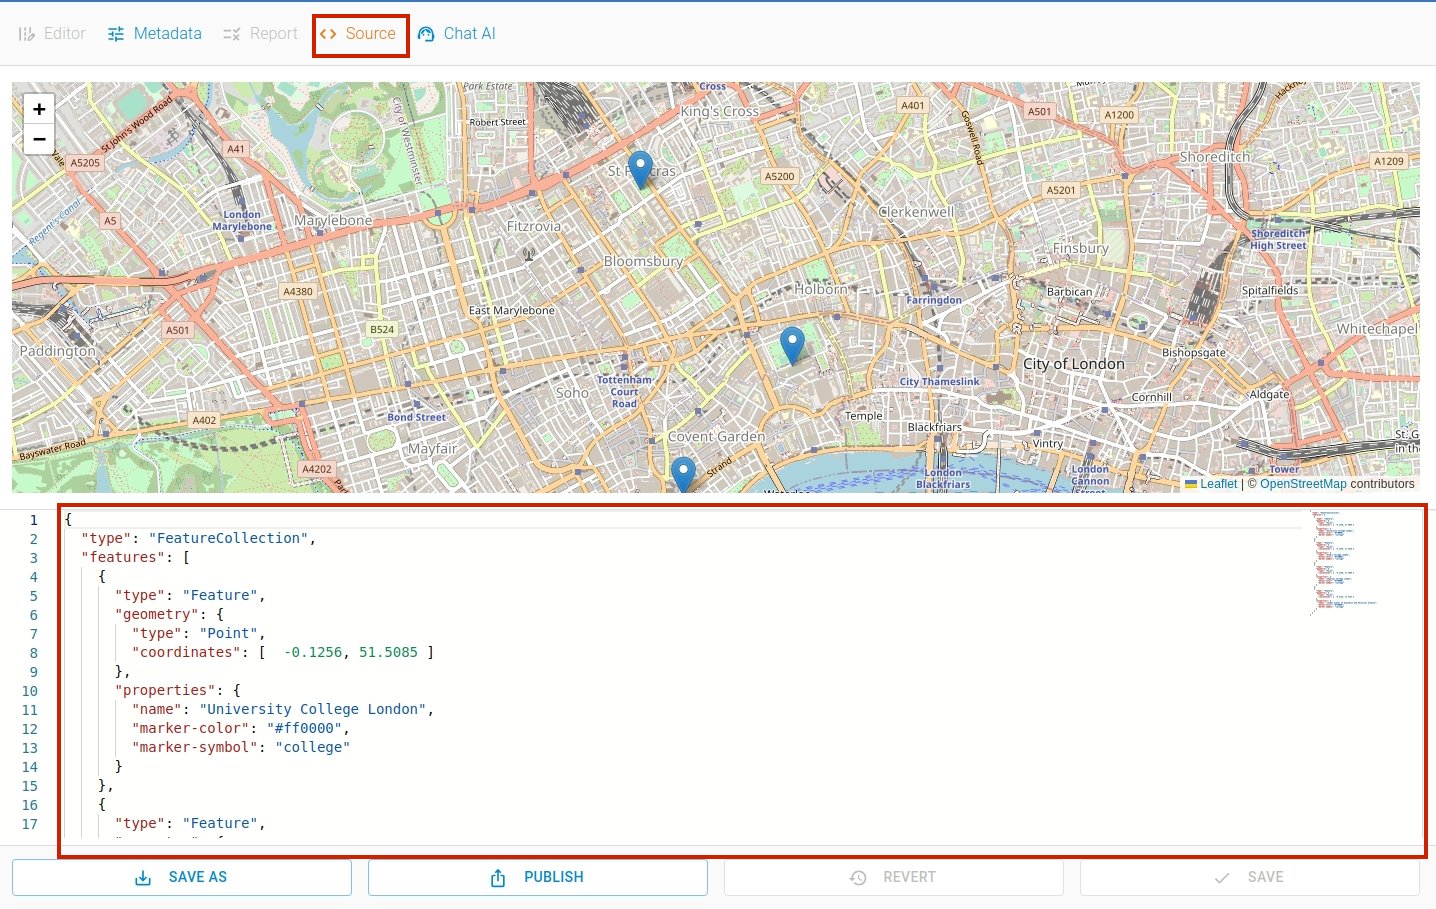 Editor Metadata Report <> Source Chat AI
+
−
Park Estate
Cross
King's Cross
A401
A501
A1200
Hackney
St John's Wood Road
City of Westminster
Robert Street
Goswell Road
A41
A5205
Vale
St Pancras
A5200
A5201
Shoreditch
A1209
Regent's Canal
A5
London
Marylebone
Marylebone
Fitzrovia
Clerkenwell
Finsbury
Shoreditch
High Street
Bloomsbury
A4380
East Marylebone
Holborn
Farringdon
Barbican
Spitalfields
A501
B524
Whitechapel
Paddington
Bishopsgate
City of London
Tottenham
Court
Road
Soho
City Thameslink
Cornhill
Aldgate
Bond Street
A402
Temple
Blackfriars
Covent Garden
Vintry
Mayfair
Bayswater Road
A4202
Strand
London
Blackfriars
London
Cannon
Street
Tower
Leaflet | © OpenStreetMap contributors
1 {
2 "type": "FeatureCollection",
3 "features": [
4 {
5 "type": "Feature",
6 "geometry": {
7 "type": "Point",
8 "coordinates": [  -0.1256, 51.5085 ]
9 },
10 "properties": {
11 "name": "University College London",
12 "marker-color": "#ff0000",
13 "marker-symbol": "college"
14 }
15 },
16 {
17 "type": "Feature",
SAVE AS PUBLISH REVERT SAVE